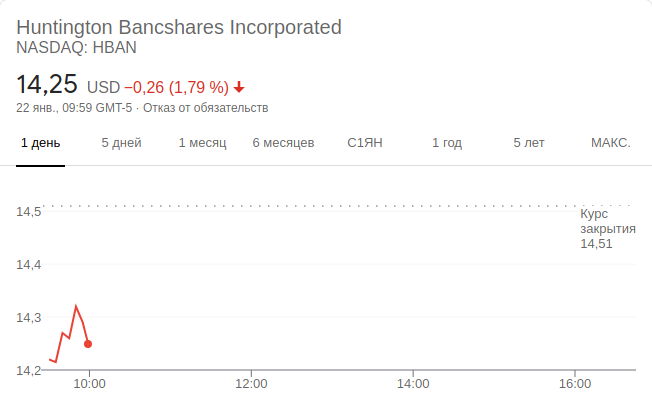 Huntington Bancshares Incorporated
NASDAQ: HBAN
14,25 USD −0,26 (1,79 %)
22 янв., 09:59 GMT-5 · Отказ от обязательств
1 день 5 дней 1 месяц 6 месяцев С1ЯН 1 год 5 лет МАКС.
14,5
Курс
закрытия
14,51
14,4
14,3
14,2
10:00 12:00 14:00 16:00